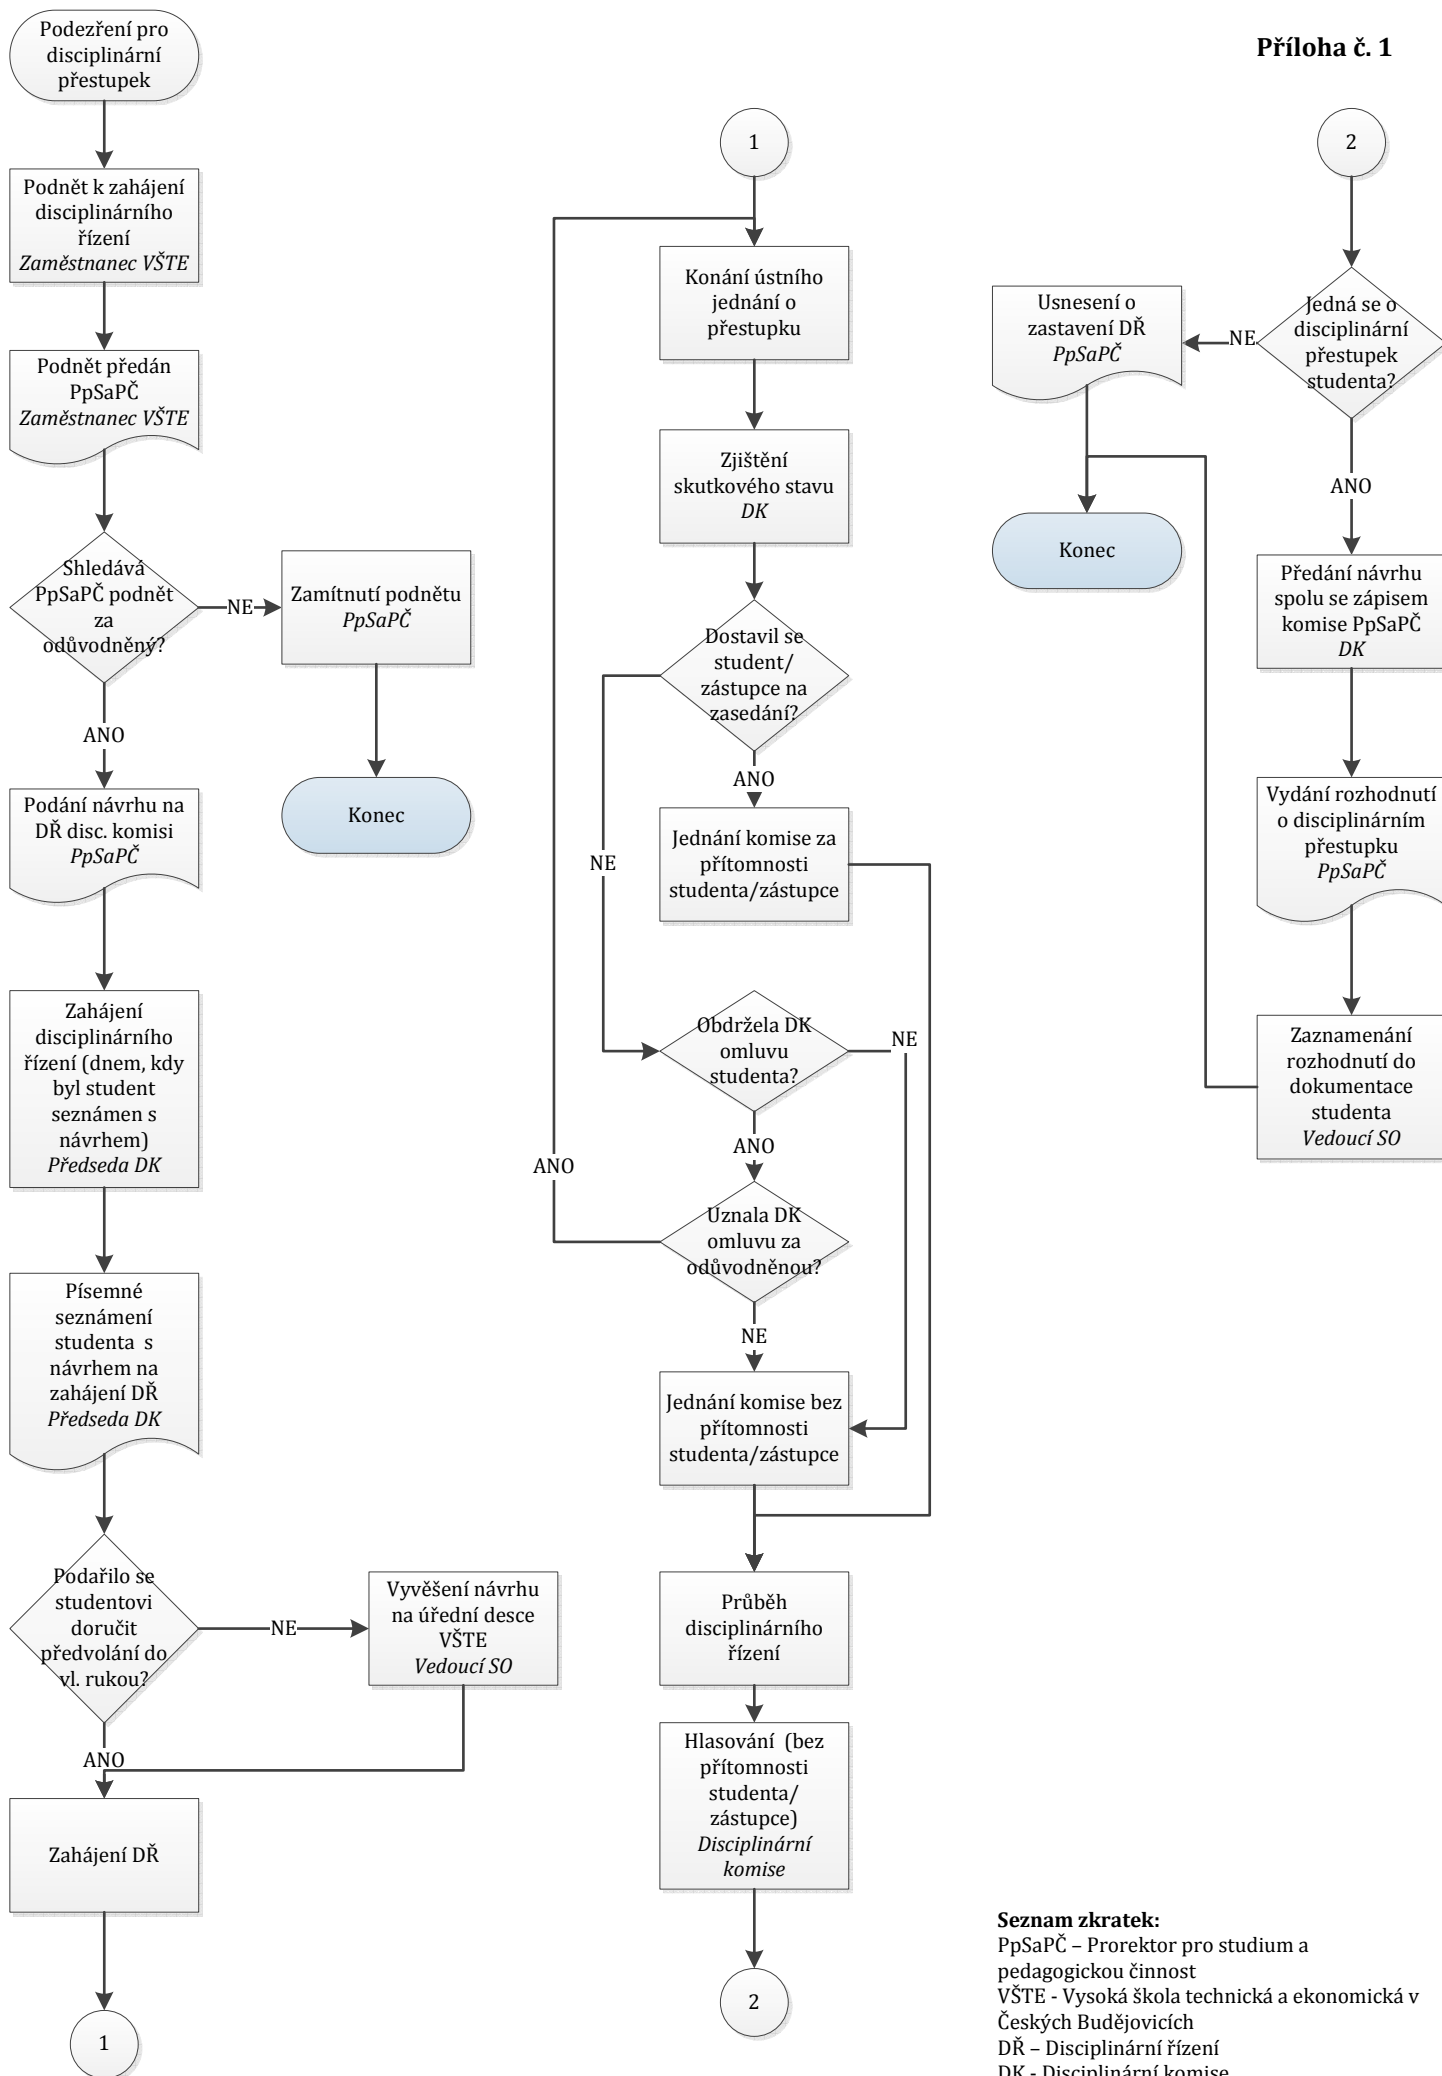 Příloha č. 1
Podezření pro
disciplinární
přestupek
Podnět k zahájení
disciplinárního
řízení
Zaměstnanec VŠTE
Podnět předán
PpSaPČ
Zaměstnanec VŠTE
Shledává
PpSaPČ podnět
za
odůvodněný?
NE
Zamítnutí podnětu
PpSaPČ
Konec
ANO
Podání návrhu na
DŘ disc. komisi
PpSaPČ
Zahájení
disciplinárního
řízení (dnem, kdy
byl student
seznámen s
návrhem)
Předseda DK
Písemné
seznámení
studenta s
návrhem na
zahájení DŘ
Předseda DK
Podařilo se
studentovi
doručit
předvolání do
vl. rukou?
NE
Vyvěšení návrhu
na úřední desce
VŠTE
Vedoucí SO
ANO
Zahájení DŘ
1
1
Konání ústního
jednání o
přestupku
Zjištění
skutkového stavu
DK
Dostavil se
student/
zástupce na
zasedání?
ANO
NE
Jednání komise za
přítomnosti
studenta/zástupce
Obdržela DK
omluvu
studenta?
NE
ANO
Uznala DK
omluvu za
odůvodněnou?
ANO
NE
Jednání komise bez
přítomnosti
studenta/zástupce
Průběh
disciplinárního
řízení
Hlasování (bez
přítomnosti
studenta/
zástupce)
Disciplinární
komise
2
2
Jedná se o
disciplinární
přestupek
studenta?
NE
Usnesení o
zastavení DŘ
PpSaPČ
Konec
ANO
Předání návrhu
spolu se zápisem
komise PpSaPČ
DK
Vydání rozhodnutí
o disciplinárním
přestupku
PpSaPČ
Zaznamenání
rozhodnutí do
dokumentace
studenta
Vedoucí SO
Seznam zkratek:
PpSaPČ – Prorektor pro studium a
pedagogickou činnost
VŠTE - Vysoká škola technická a ekonomická v
Českých Budějovicích
DŘ – Disciplinární řízení
DK - Disciplinární komise